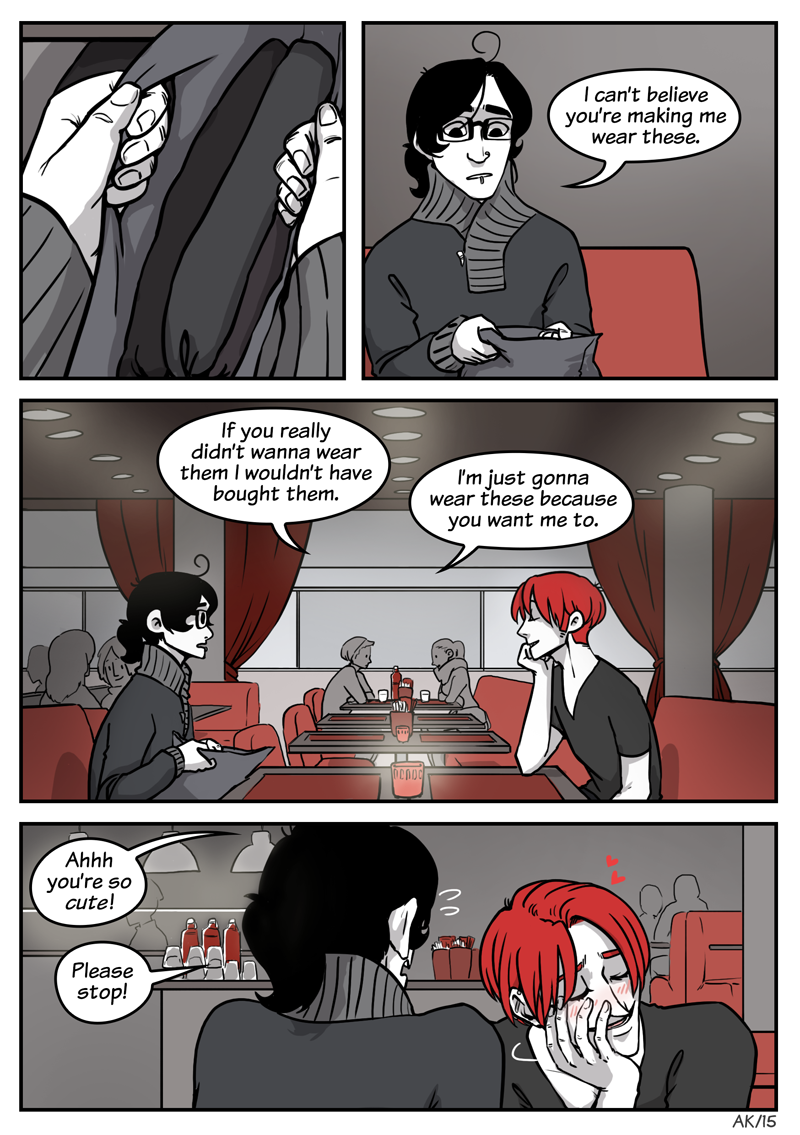 I can't believe
you're making me
wear these.
If you really
didn't wanna wear
them I wouldn't have
bought them.
I'm just gonna
wear these because
you want me to.
Ahhh
you're so
cute!
Please
stop!
AK/15